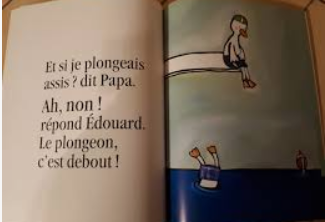 Et si je plongeais
assis ? dit Papa.
Ah, non !
répond Édouard.
Le plongeon,
c'est debout !